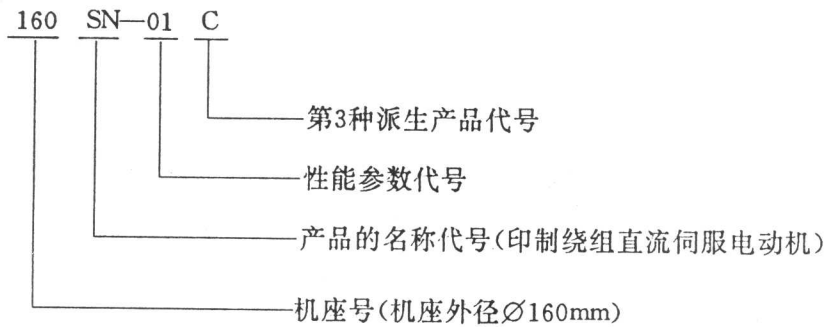 160 SN—01 C
第3种派生产品代号
性能参数代号
产品的名称代号(印制绕组直流伺服电动机)
机座号(机座外径∅160mm)